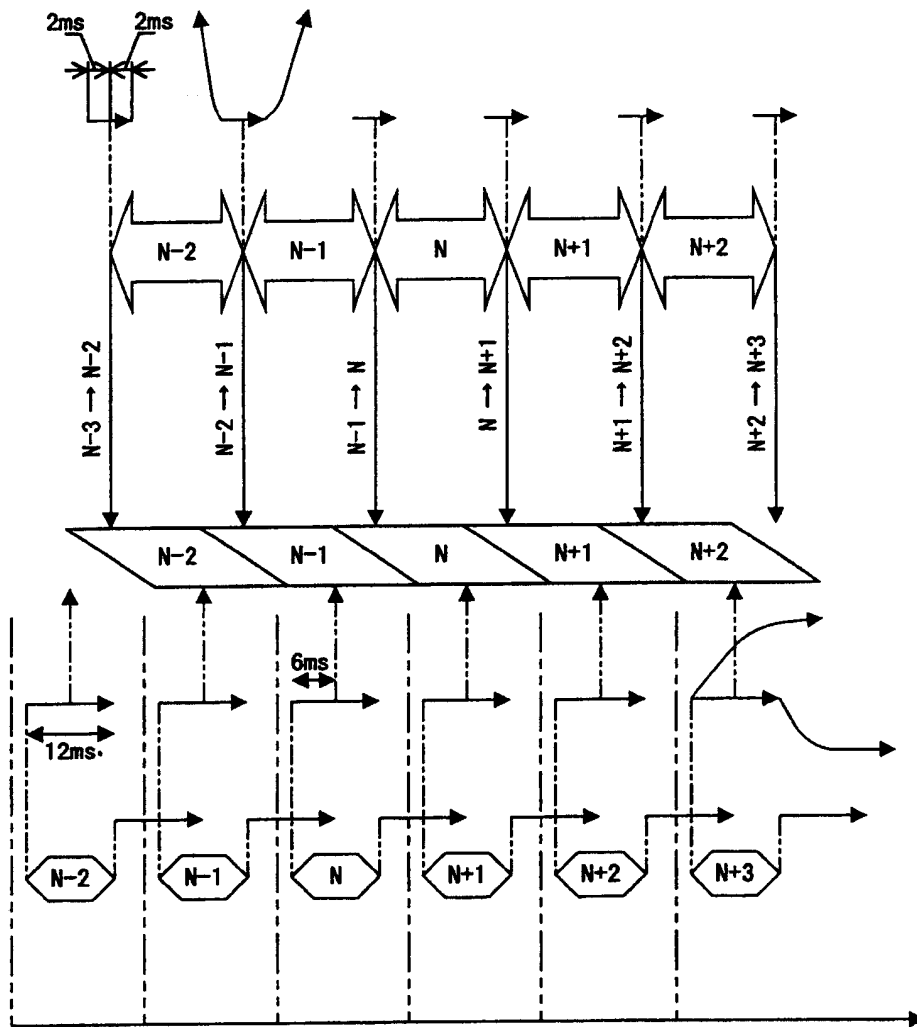 2ms 2ms
N-2 N-1 N N+1 N+2
N-3 → N-2
N-2 → N-1
N-1 → N
N → N+1
N+1 → N+2
N+2 → N+3
N-2 N-1 N N+1 N+2
6ms
12ms.
N-2 N-1 N N+1 N+2 N+3